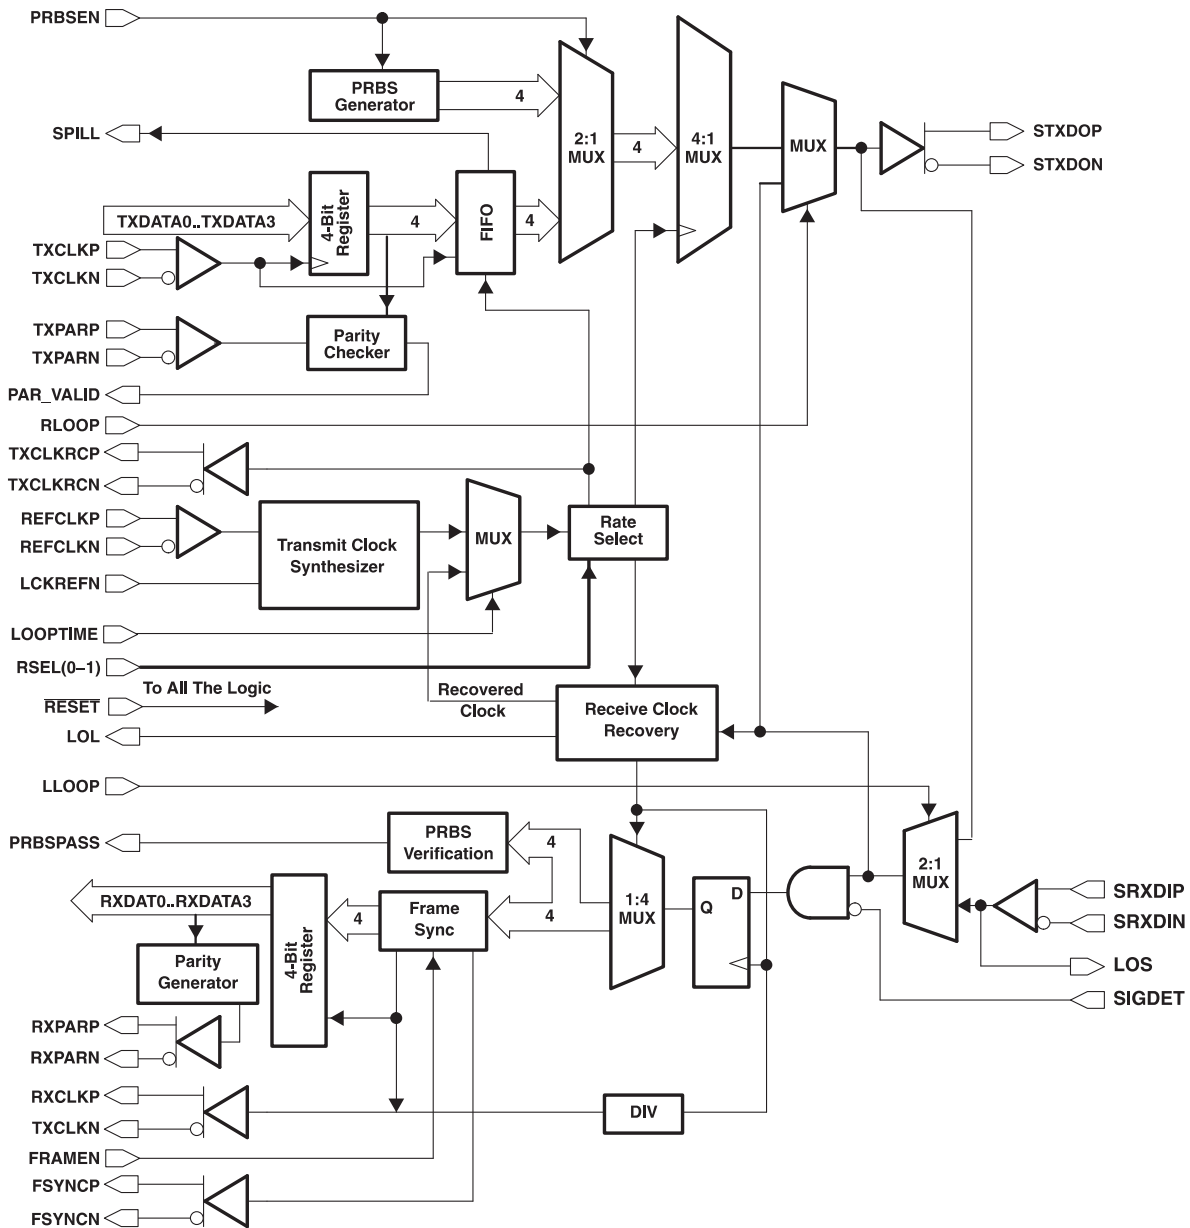 PRBSEN
PRBS
Generator
4
2:1
MUX
4
4:1
MUX
MUX
STXDOP
STXDON
SPILL
TXDATA0..TXDATA3
4-Bit
Register
4
FIFO
4
TXCLKP
TXCLKN
TXPARP
TXPARN
Parity
Checker
PAR_VALID
RLOOP
TXCLKRCP
TXCLKRCN
REFCLKP
REFCLKN
LCKREFN
Transmit Clock
Synthesizer
MUX
Rate
Select
LOOPTIME
RSEL(0–1)
RESET
To All The Logic
Recovered
Clock
Receive Clock
Recovery
LOL
LLOOP
PRBSPASS
PRBS
Verification
4
4
1:4
MUX
Q
D
2:1
MUX
SRXDIP
SRXDIN
LOS
SIGDET
RXDAT0..RXDATA3
4-Bit
Register
4
Frame
Sync
Parity
Generator
RXPARP
RXPARN
RXCLKP
TXCLKN
DIV
FRAMEN
FSYNCP
FSYNCN